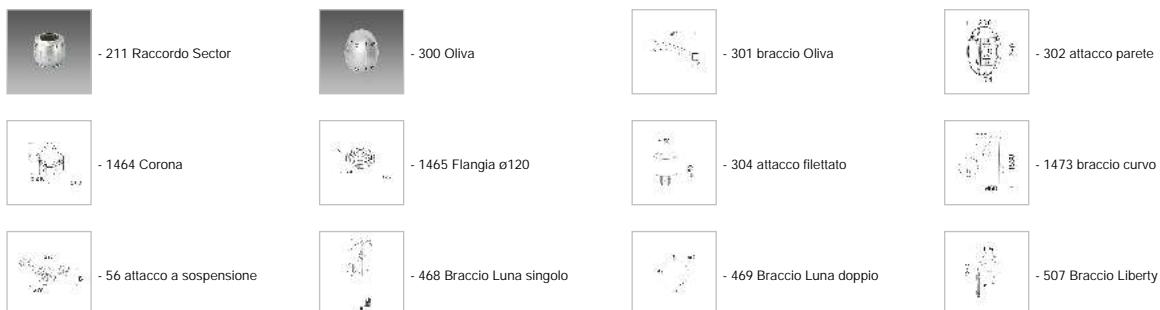 - 211 Raccordo Sector
- 300 Oliva
- 301 braccio Oliva
- 302 attacco parete
- 1464 Corona
- 1465 Flangia ø120
- 304 attacco filettato
- 1473 braccio curvo
- 56 attacco a sospensione
- 468 Braccio Luna singolo
- 469 Braccio Luna doppio
- 507 Braccio Liberty